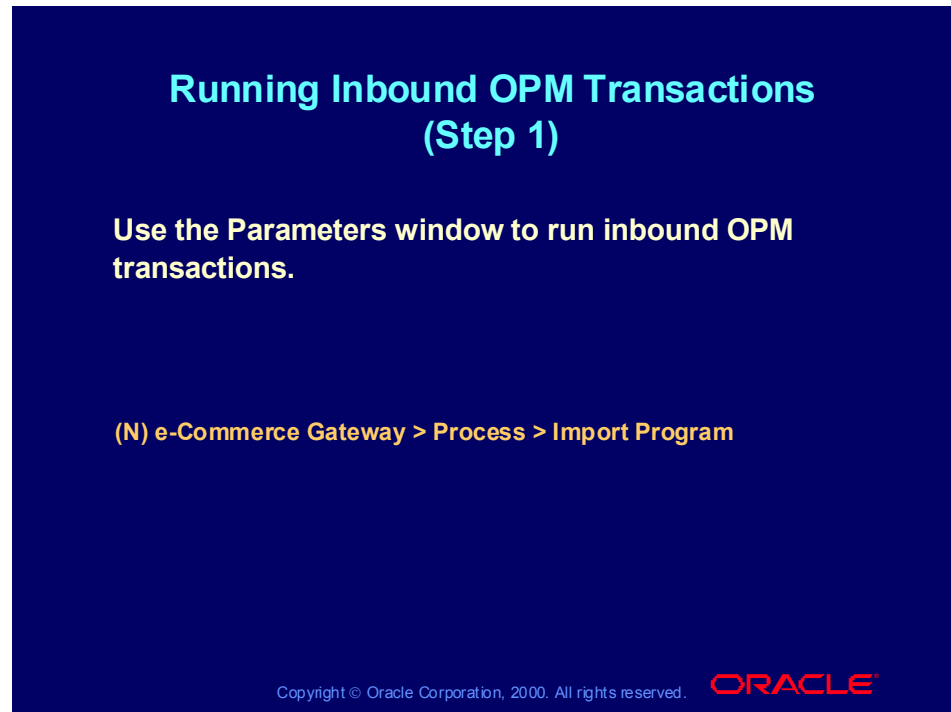 Running Inbound OPM Transactions
(Step 1)
Use the Parameters window to run inbound OPM
transactions.
(N) e-Commerce Gateway > Process > Import Program
Copyright © Oracle Corporation, 2000. All rights reserved.
ORACLE®